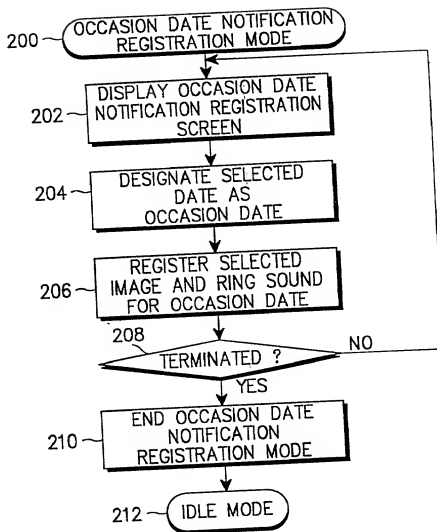 200
OCCASION DATE NOTIFICATION
REGISTRATION MODE
202
DISPLAY OCCASION DATE
NOTIFICATION REGISTRATION
SCREEN
204
DESIGNATE SELECTED
DATE AS
OCCASION DATE
206
REGISTER SELECTED
IMAGE AND RING SOUND
FOR OCCASION DATE
208
TERMINATED ?
NO
YES
210
END OCCASION DATE
NOTIFICATION
REGISTRATION MODE
212
IDLE MODE